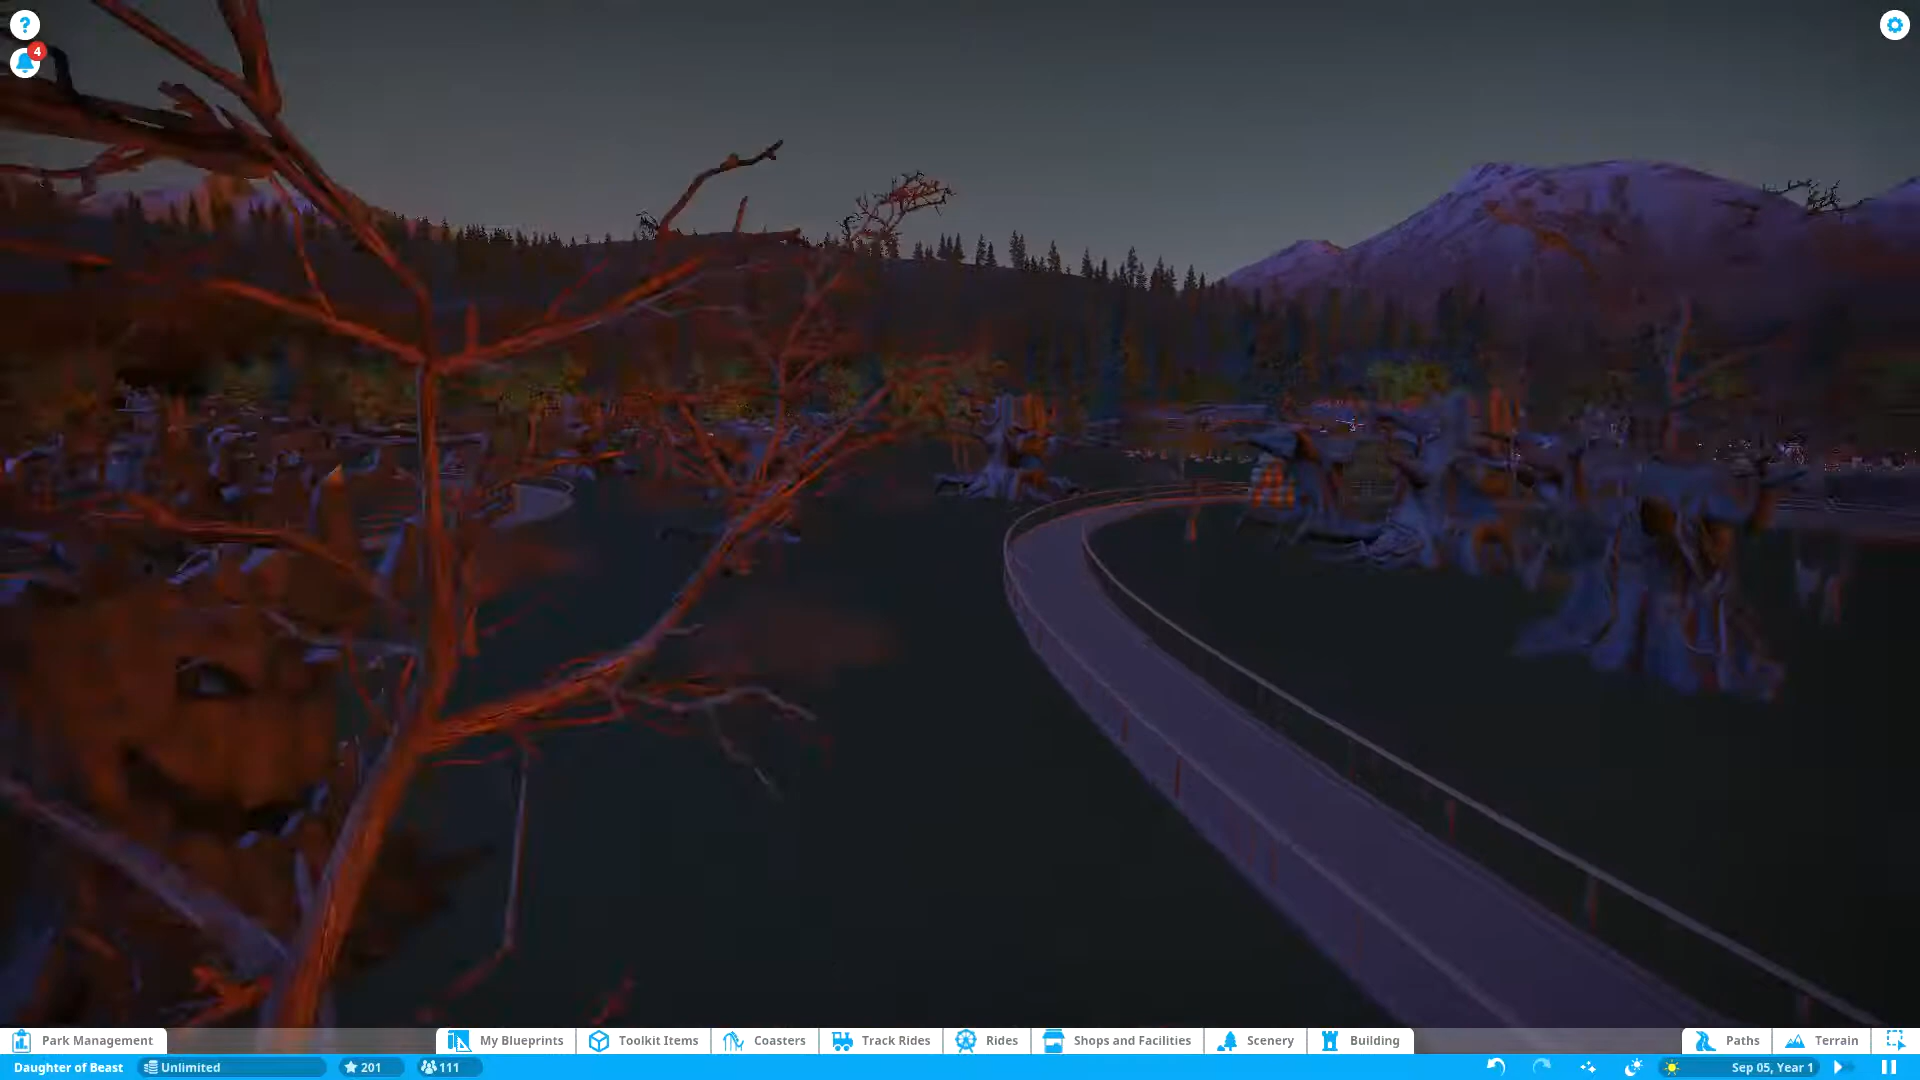 ?
4
Park Management
My Blueprints
Toolkit Items
Coasters
Track Rides
Rides
Shops and Facilities
Scenery
Building
Paths
Terrain
Daughter of Beast
Unlimited
201
111
Sep 05, Year 1